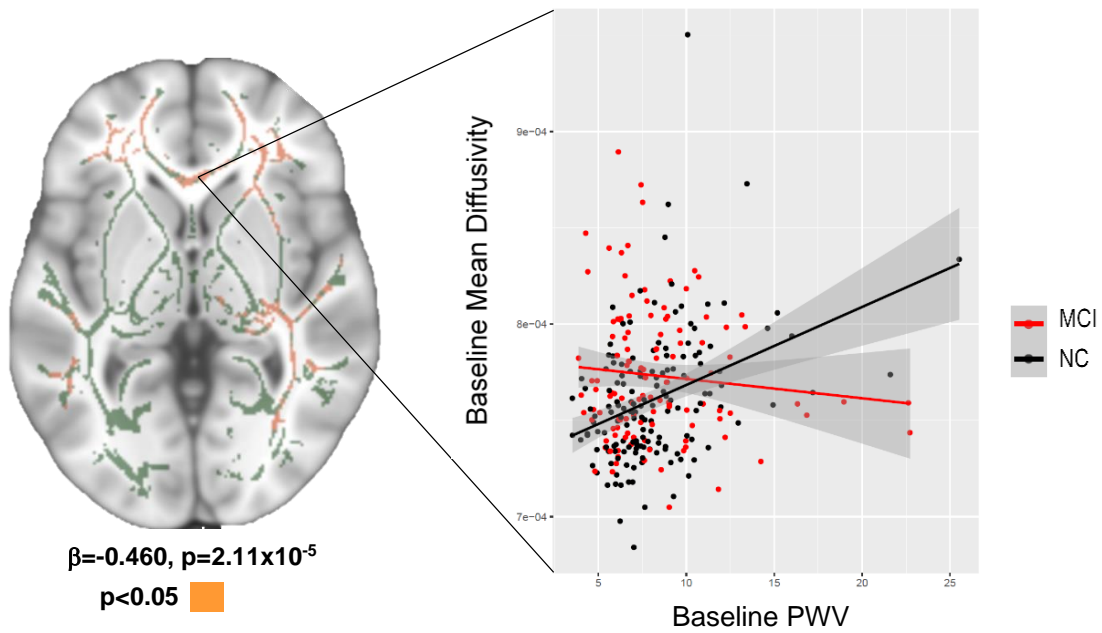 Baseline Mean Diffusivity
9e-04
8e-04
7e-04
5
10
15
20
25
Baseline PWV
MCI
NC
β=-0.460, p=2.11x10-5
p<0.05